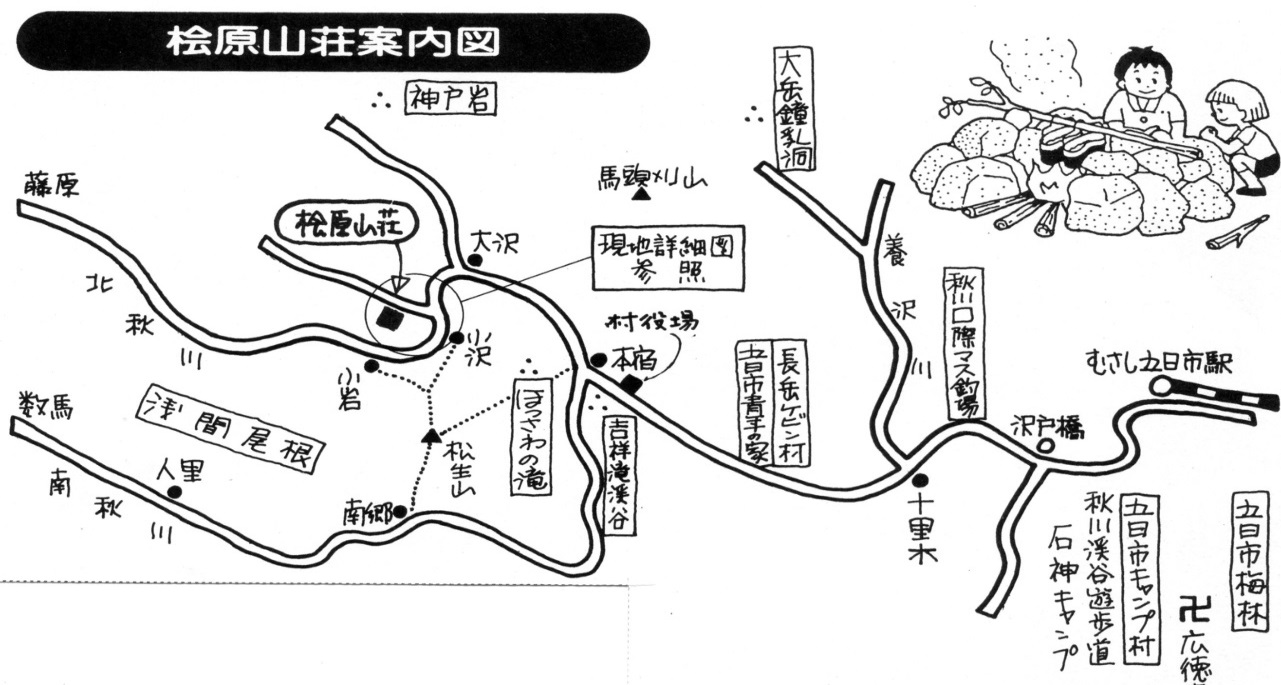 桧原山荘案内図
神戸岩
大岳鐘乳洞
馬頭刈山
藤原
桧原山荘
大沢
現地詳細図
参照
養沢川
秋川口際マス釣場
北秋川
村役場
本宿
小沢
小岩
長岳ケビン村
五日市青年の家
むさし五日市駅
沢戸橋
数馬
浅間尾根
人里
南秋川
松生山
南郷
ほっさわの滝
吉祥滝渓谷
十里木
五日市梅林
五日市キャンプ村
秋川渓谷遊歩道
石神キャンプ
卍広徳